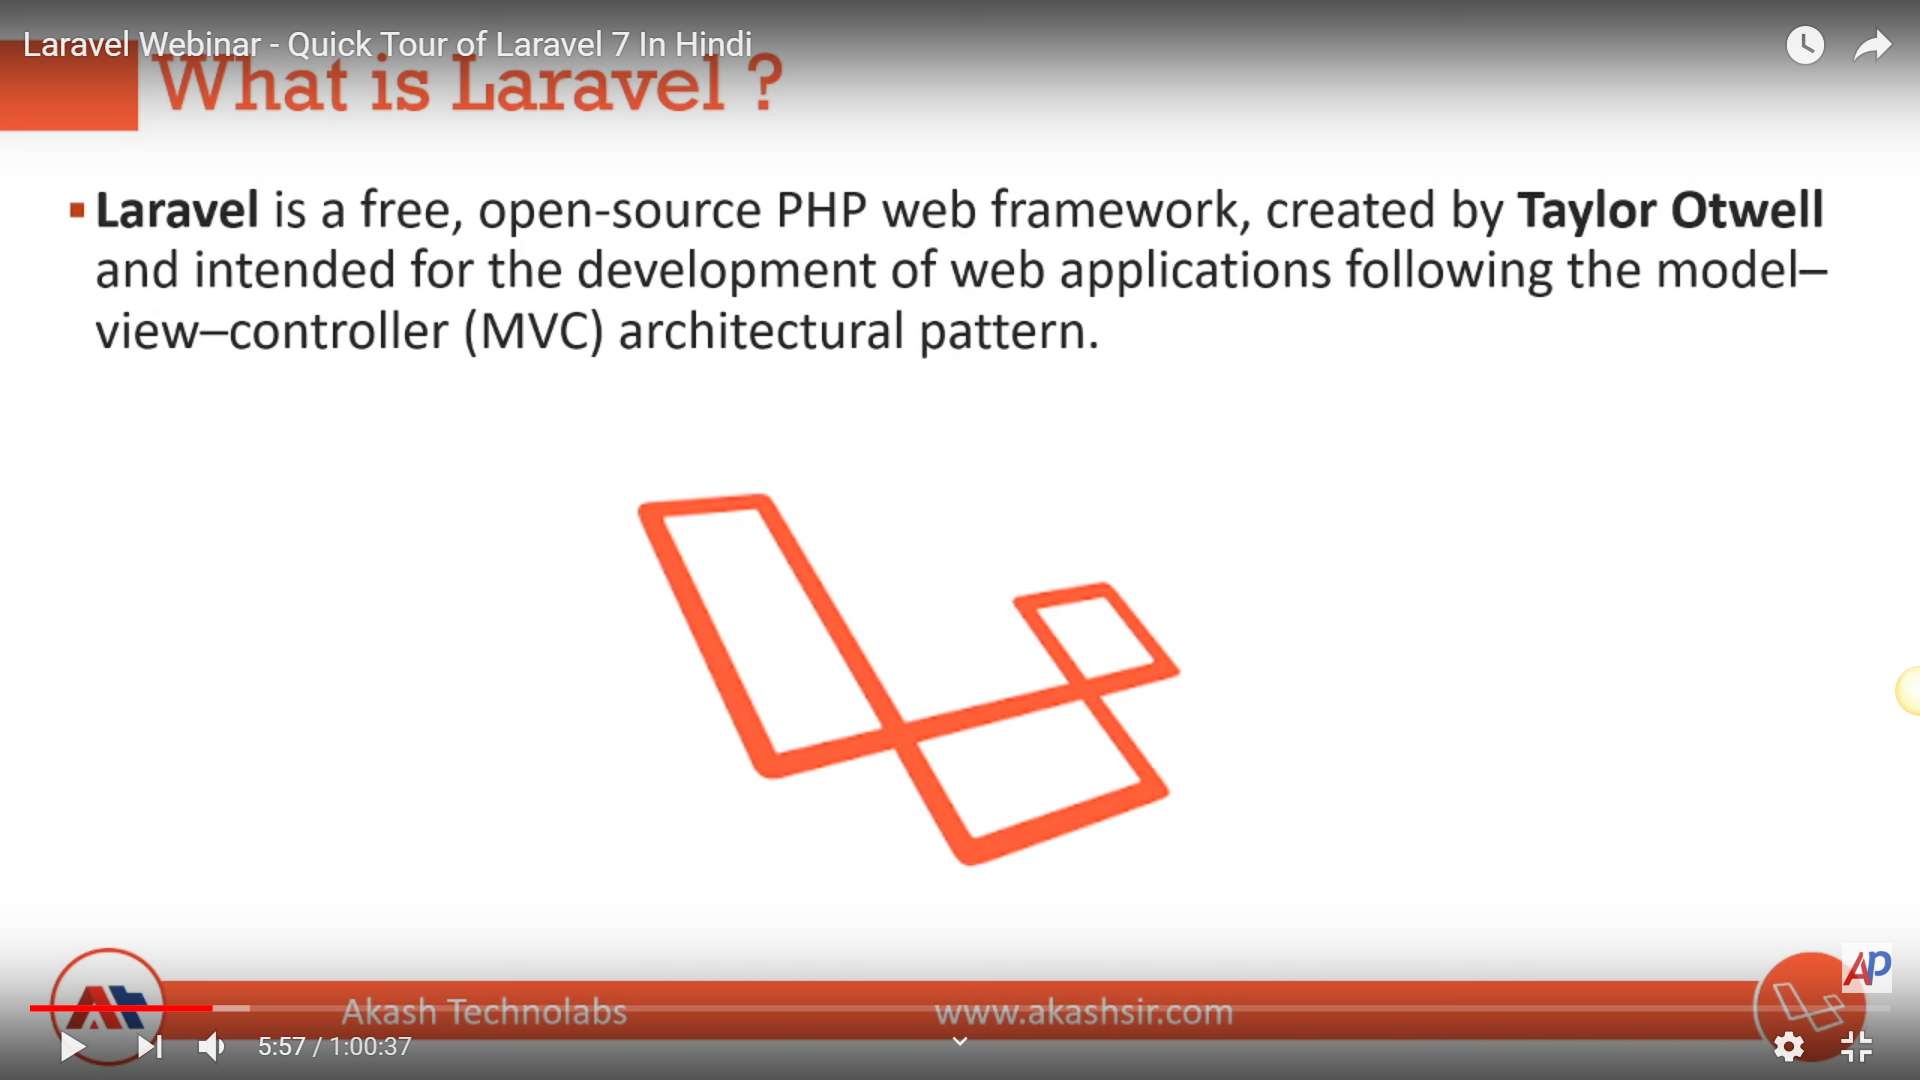 Laravel Webinar - Quick Tour of Laravel 7 In Hindi
What is Laravel ?
Laravel is a free, open-source PHP web framework, created by Taylor Otwell
and intended for the development of web applications following the model–
view–controller (MVC) architectural pattern.
AP
At
Akash Technolabs
www.akashsir.com
5:57 / 1:00:37